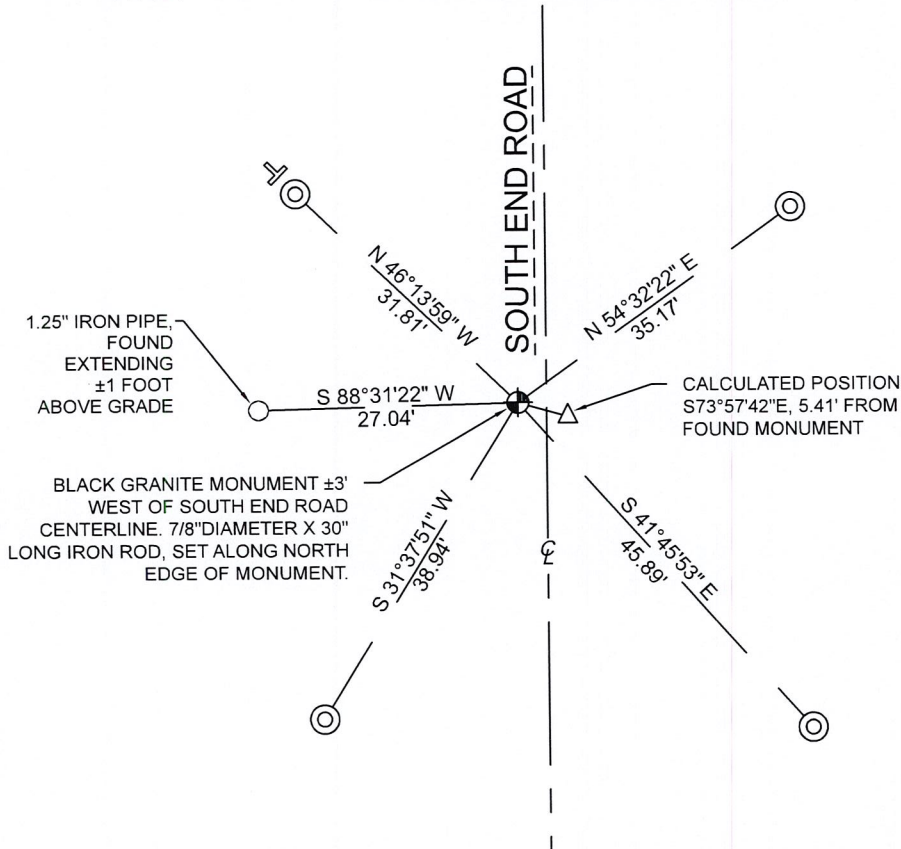 SOUTH END ROAD
N 46°13'59" W
31.81'
N 54°32'22" E
35.17'
1.25" IRON PIPE,
FOUND
EXTENDING
±1 FOOT
ABOVE GRADE
S 88°31'22" W
27.04'
CALCULATED POSITION
S73°57'42"E, 5.41' FROM
FOUND MONUMENT
BLACK GRANITE MONUMENT ±3'
WEST OF SOUTH END ROAD
CENTERLINE. 7/8"DIAMETER X 30"
LONG IRON ROD, SET ALONG NORTH
EDGE OF MONUMENT.
S 31°37'51" W
38.94'
℄
S 41°45'53" E
45.89'